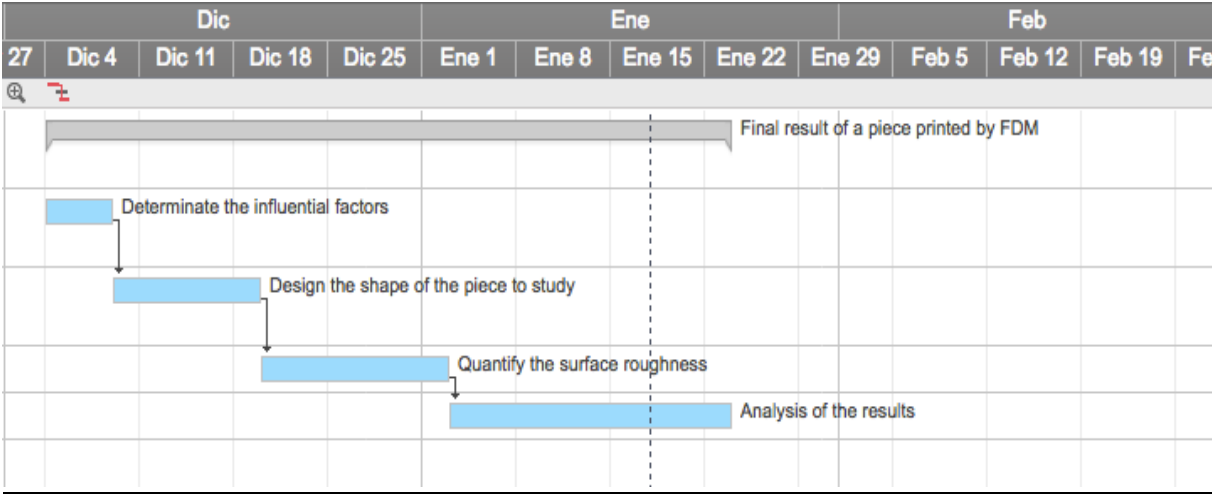 Dic Ene Feb
27 Dic 4 Dic 11 Dic 18 Dic 25 Ene 1 Ene 8 Ene 15 Ene 22 Ene 29 Feb 5 Feb 12 Feb 19 Fe
Final result of a piece printed by FDM
Determinate the influential factors
Design the shape of the piece to study
Quantify the surface roughness
Analysis of the results